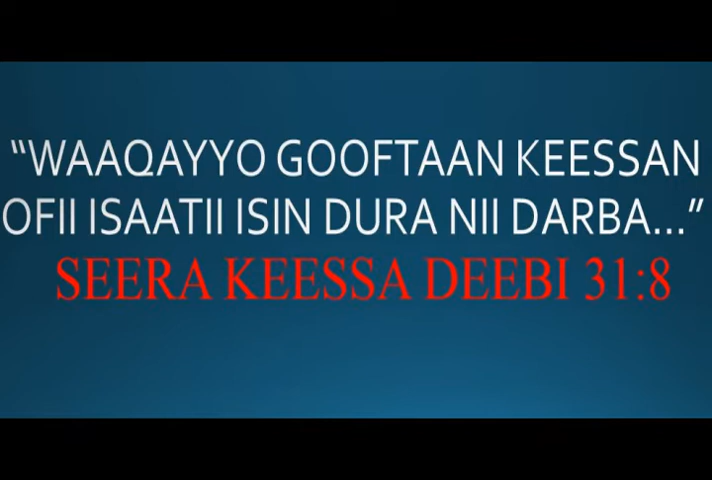 “WAAQAYYO GOOFTAAN KEESSAN
OFII ISAATII ISIN DURA NII DARBA...”
SEERA KEESSA DEEBI 31:8